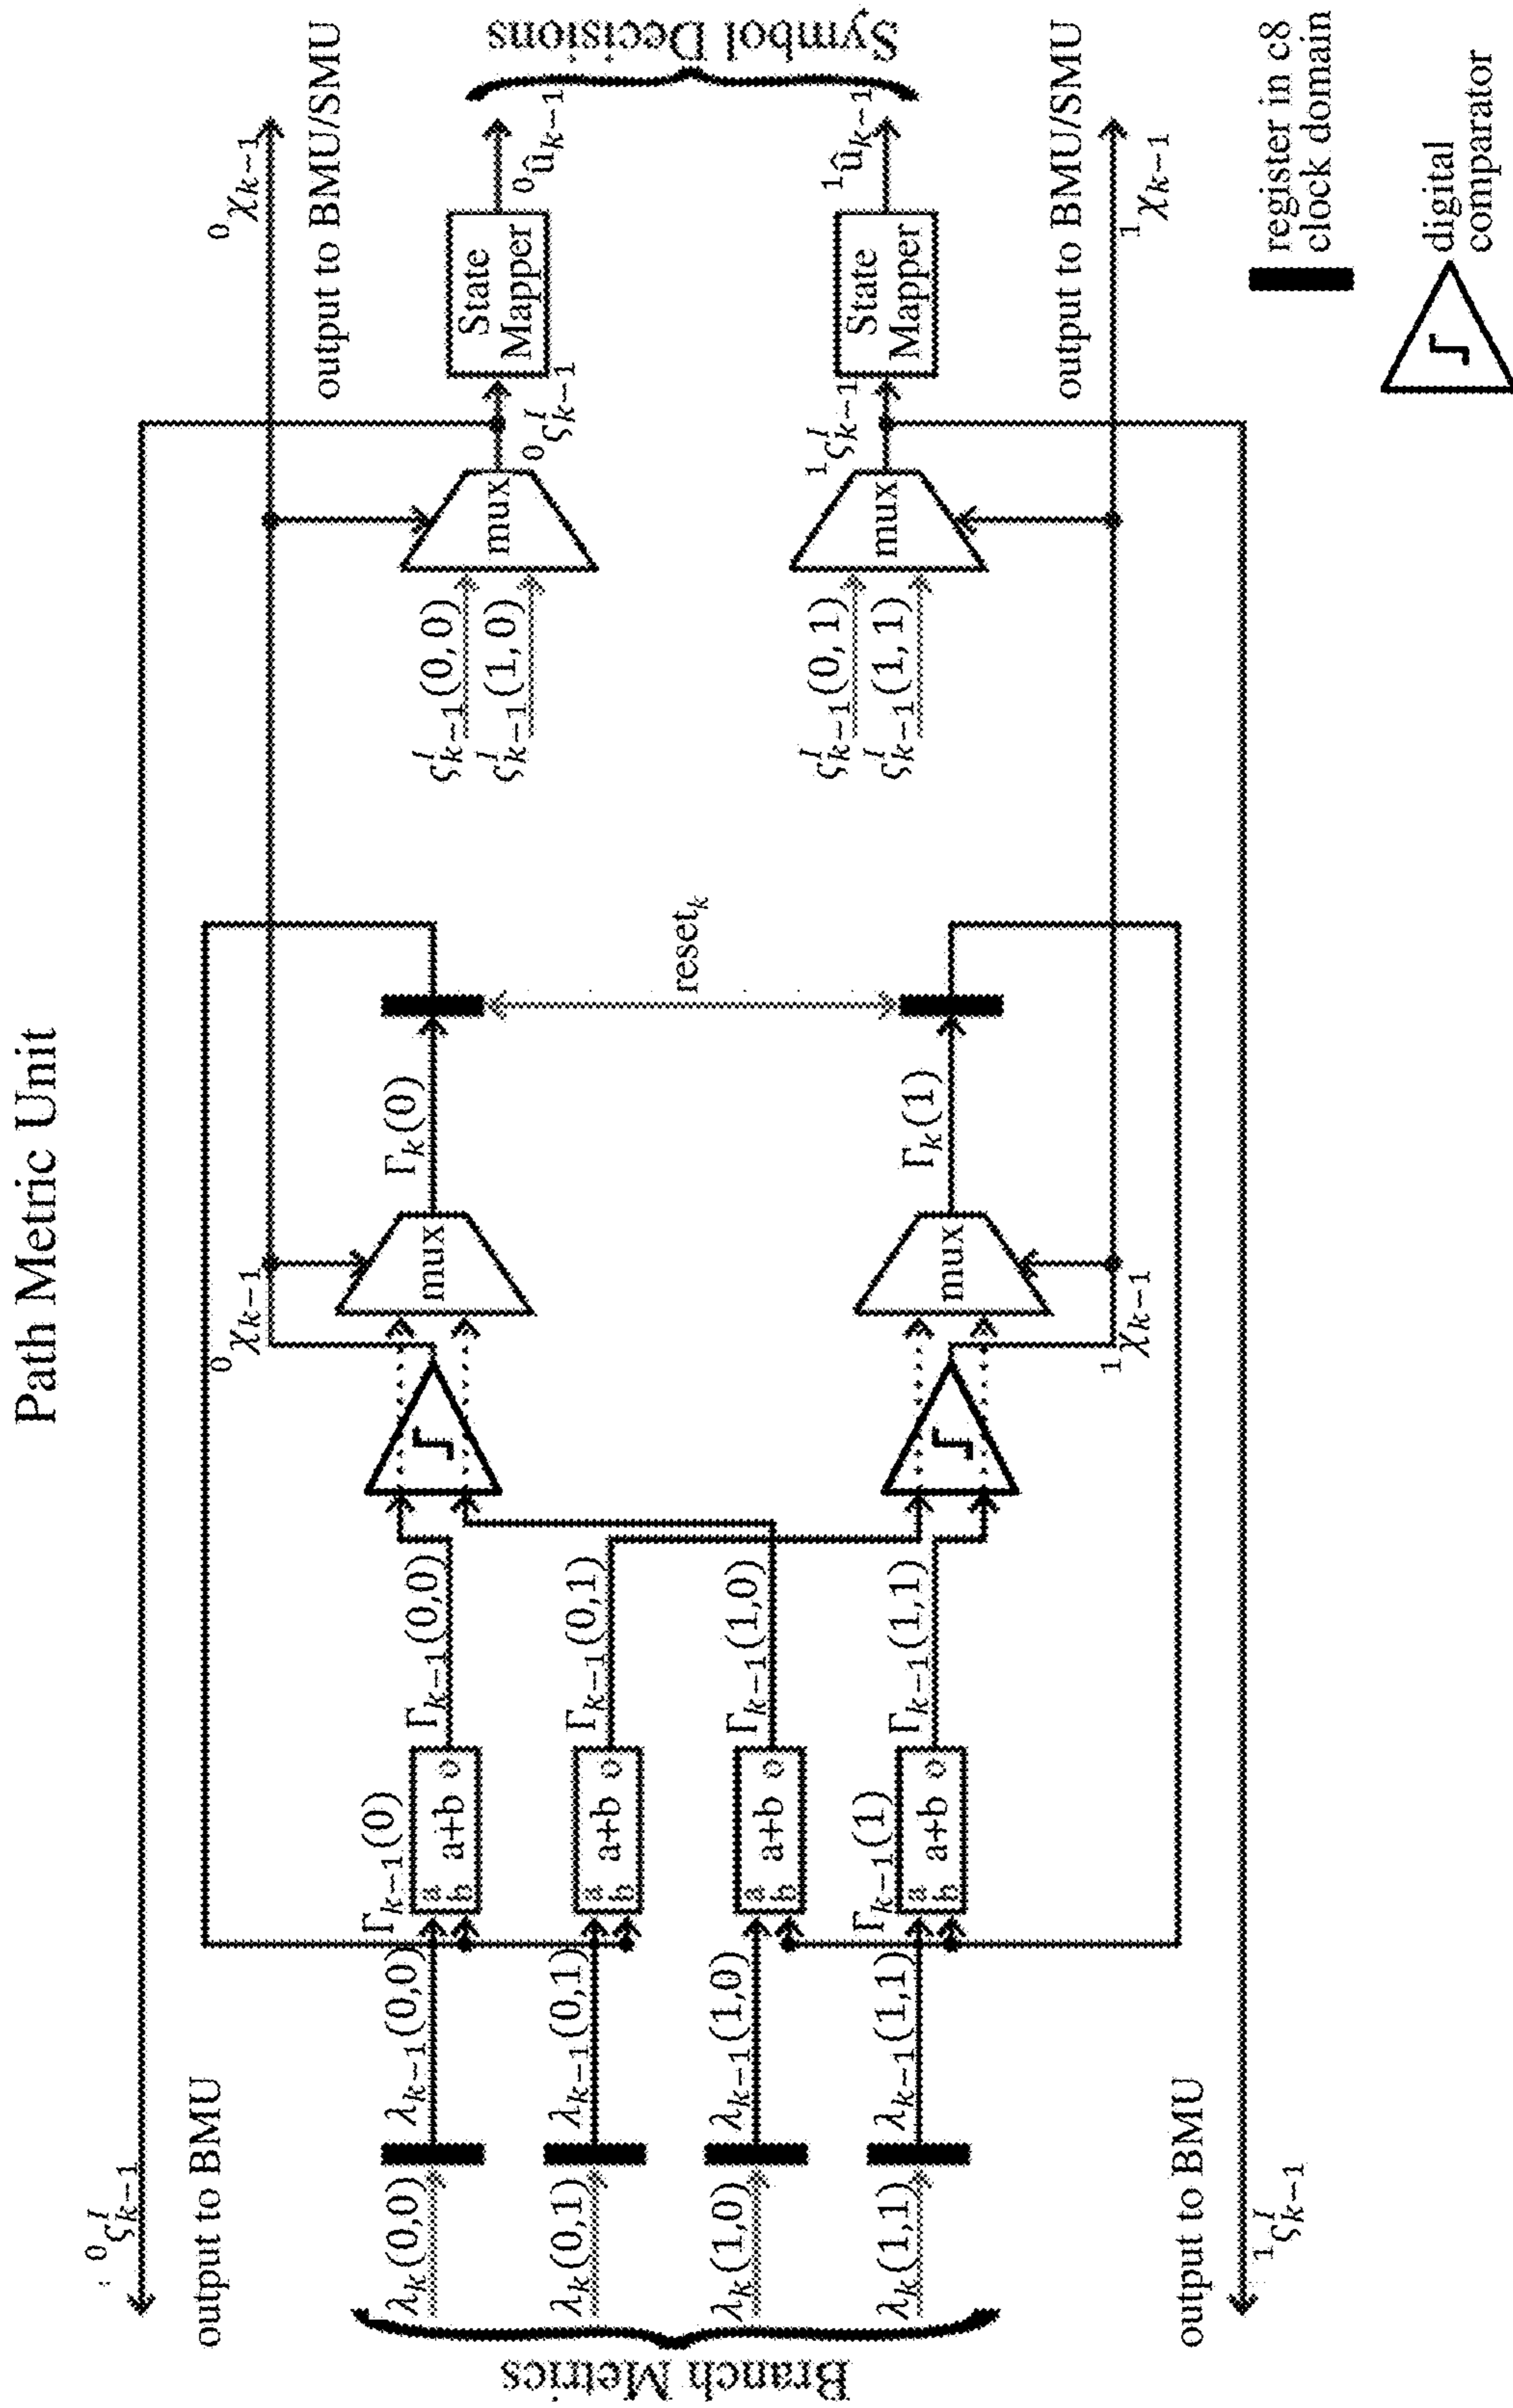 Path Metric Unit
⁰ςᴵₖ₋₁
output to BMU
Branch Metrics
λₖ(0,0)
λₖ(0,1)
λₖ(1,0)
λₖ(1,1)
λₖ₋₁(0,0)
λₖ₋₁(0,1)
λₖ₋₁(1,0)
λₖ₋₁(1,1)
output to BMU
¹ςᴵₖ₋₁
Γₖ₋₁(0)
a
b
a+b o
a
b
a+b o
a
b
a+b o
Γₖ₋₁(1)
a
b
a+b o
Γₖ₋₁(0,0)
Γₖ₋₁(0,1)
Γₖ₋₁(1,0)
Γₖ₋₁(1,1)
⁰χₖ₋₁
¹χₖ₋₁
mux
mux
Γₖ(0)
Γₖ(1)
resetₖ
ςᴵₖ₋₁(0, 0)
ςᴵₖ₋₁(1, 0)
ςᴵₖ₋₁(0, 1)
ςᴵₖ₋₁(1, 1)
mux
mux
⁰ςᴵₖ₋₁
¹ςᴵₖ₋₁
State
Mapper
State
Mapper
⁰χₖ₋₁
output to BMU/SMU
⁰ûₖ₋₁
¹ûₖ₋₁
Symbol Decisions
output to BMU/SMU
¹χₖ₋₁
register in c8
clock domain
digital
comparator